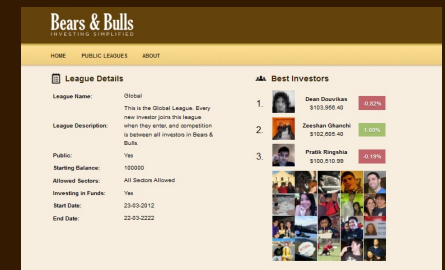 Bears & Bulls
INVESTING SIMPLIFIED
HOME PUBLIC LEAGUES ABOUT
League Details
League Name: Global
League Description: This is the Global League. Every
new investor joins this league
when they enter, and competition
is between all investors in Bears &
Bulls.
Public: Yes
Starting Balance: 100000
Allowed Sectors: All Sectors Allowed
Investing in Funds: Yes
Start Date: 23-03-2012
End Date: 22-03-2222
Best Investors
1. Dean Douvikas
$103,966.40
-0.82%
2. Zeeshan Ghanchi
$102,605.40
1.60%
3. Pratik Ringshia
$100,510.99
-0.19%